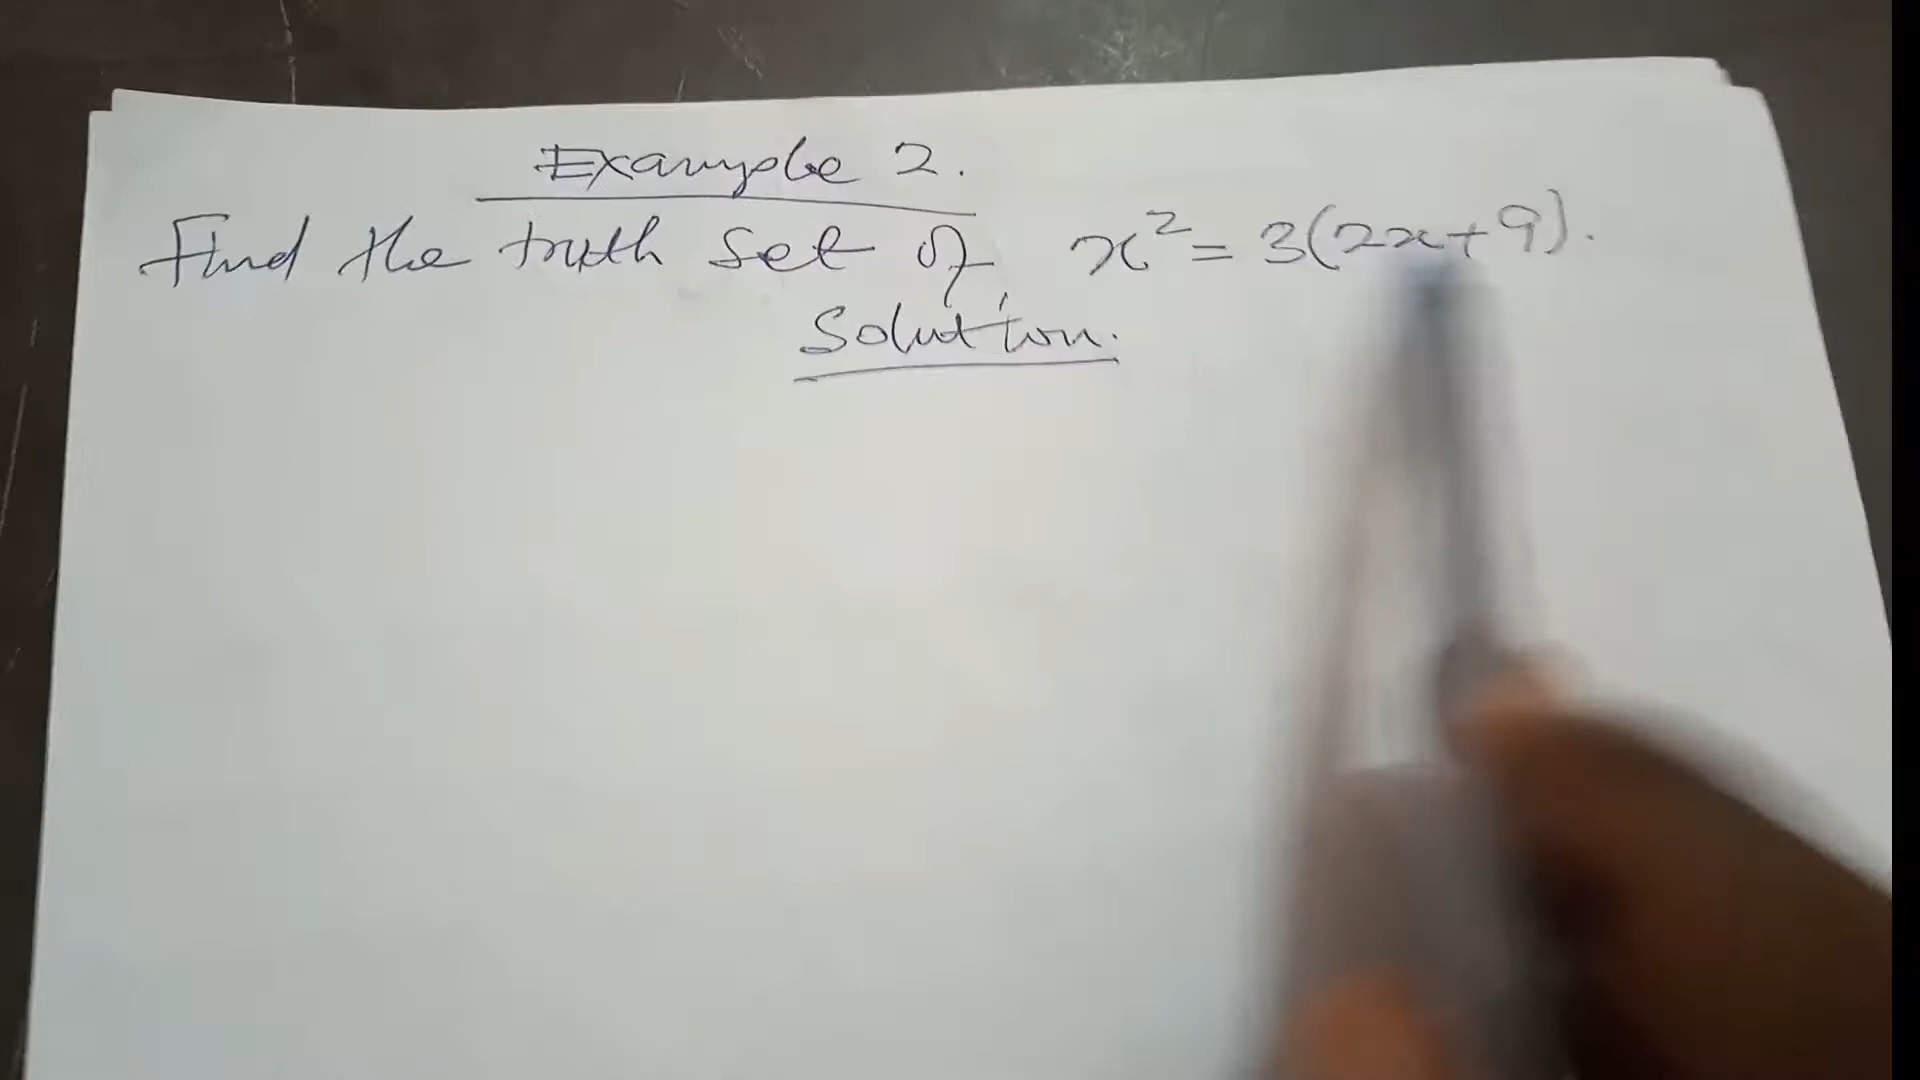 Example 2.
Find the truth set of x² = 3(2x+9).
Solution.